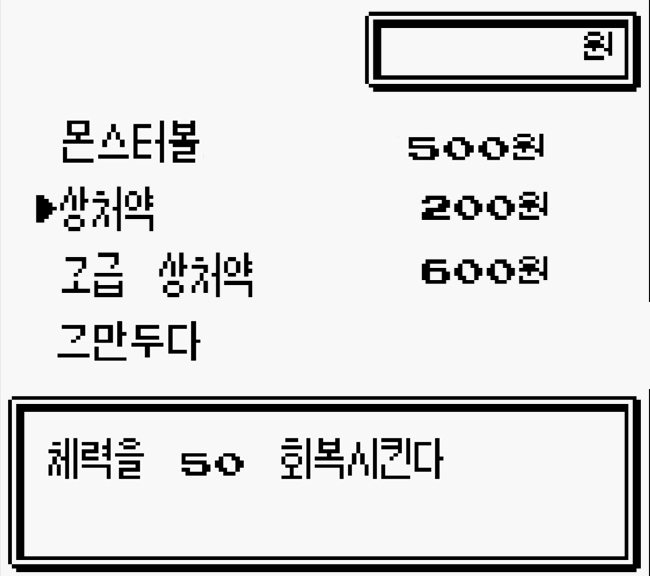 원
몬스터볼 500원
▶상처약 200원
고급 상처약 600원
그만두다
체력을 50 회복시킨다